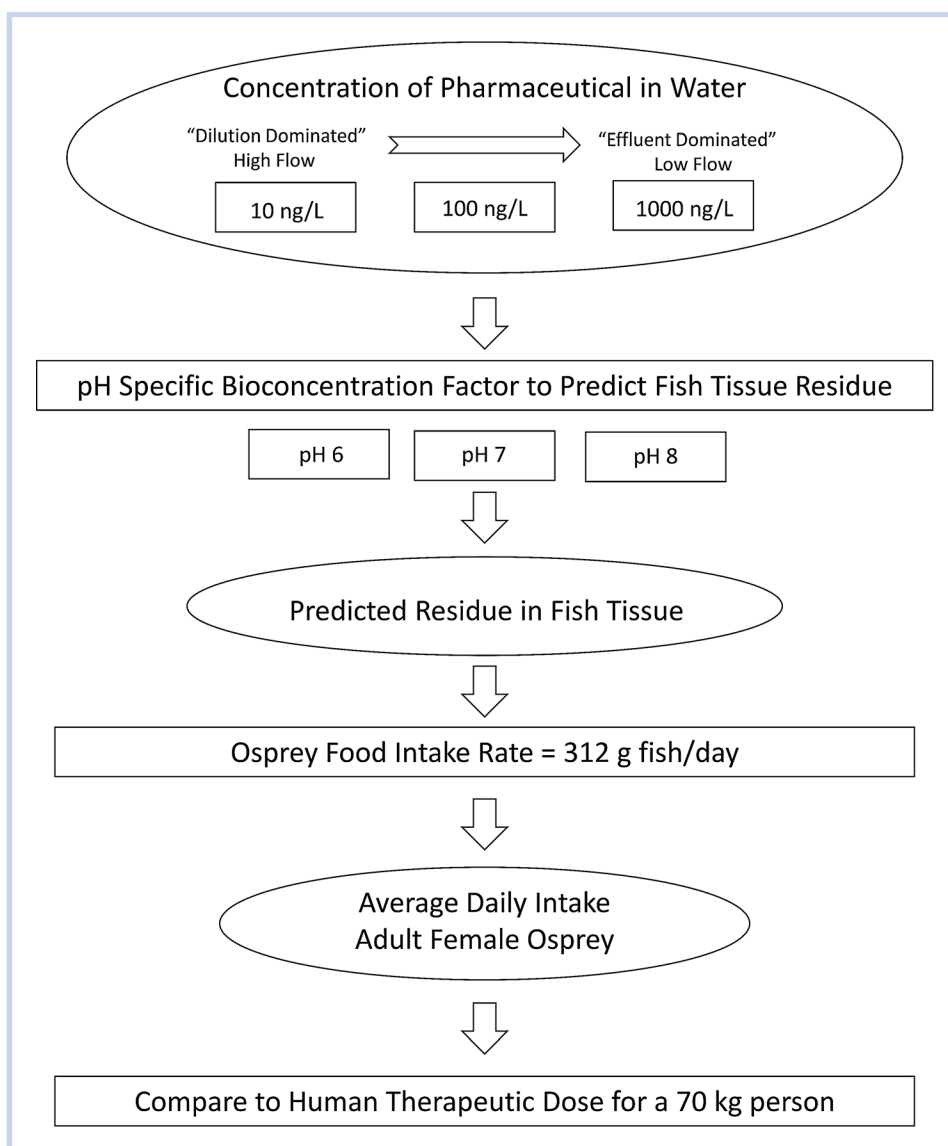 Concentration of Pharmaceutical in Water
“Dilution Dominated”
High Flow
“Effluent Dominated”
Low Flow
10 ng/L
100 ng/L
1000 ng/L
pH Specific Bioconcentration Factor to Predict Fish Tissue Residue
pH 6
pH 7
pH 8
Predicted Residue in Fish Tissue
Osprey Food Intake Rate = 312 g fish/day
Average Daily Intake
Adult Female Osprey
Compare to Human Therapeutic Dose for a 70 kg person